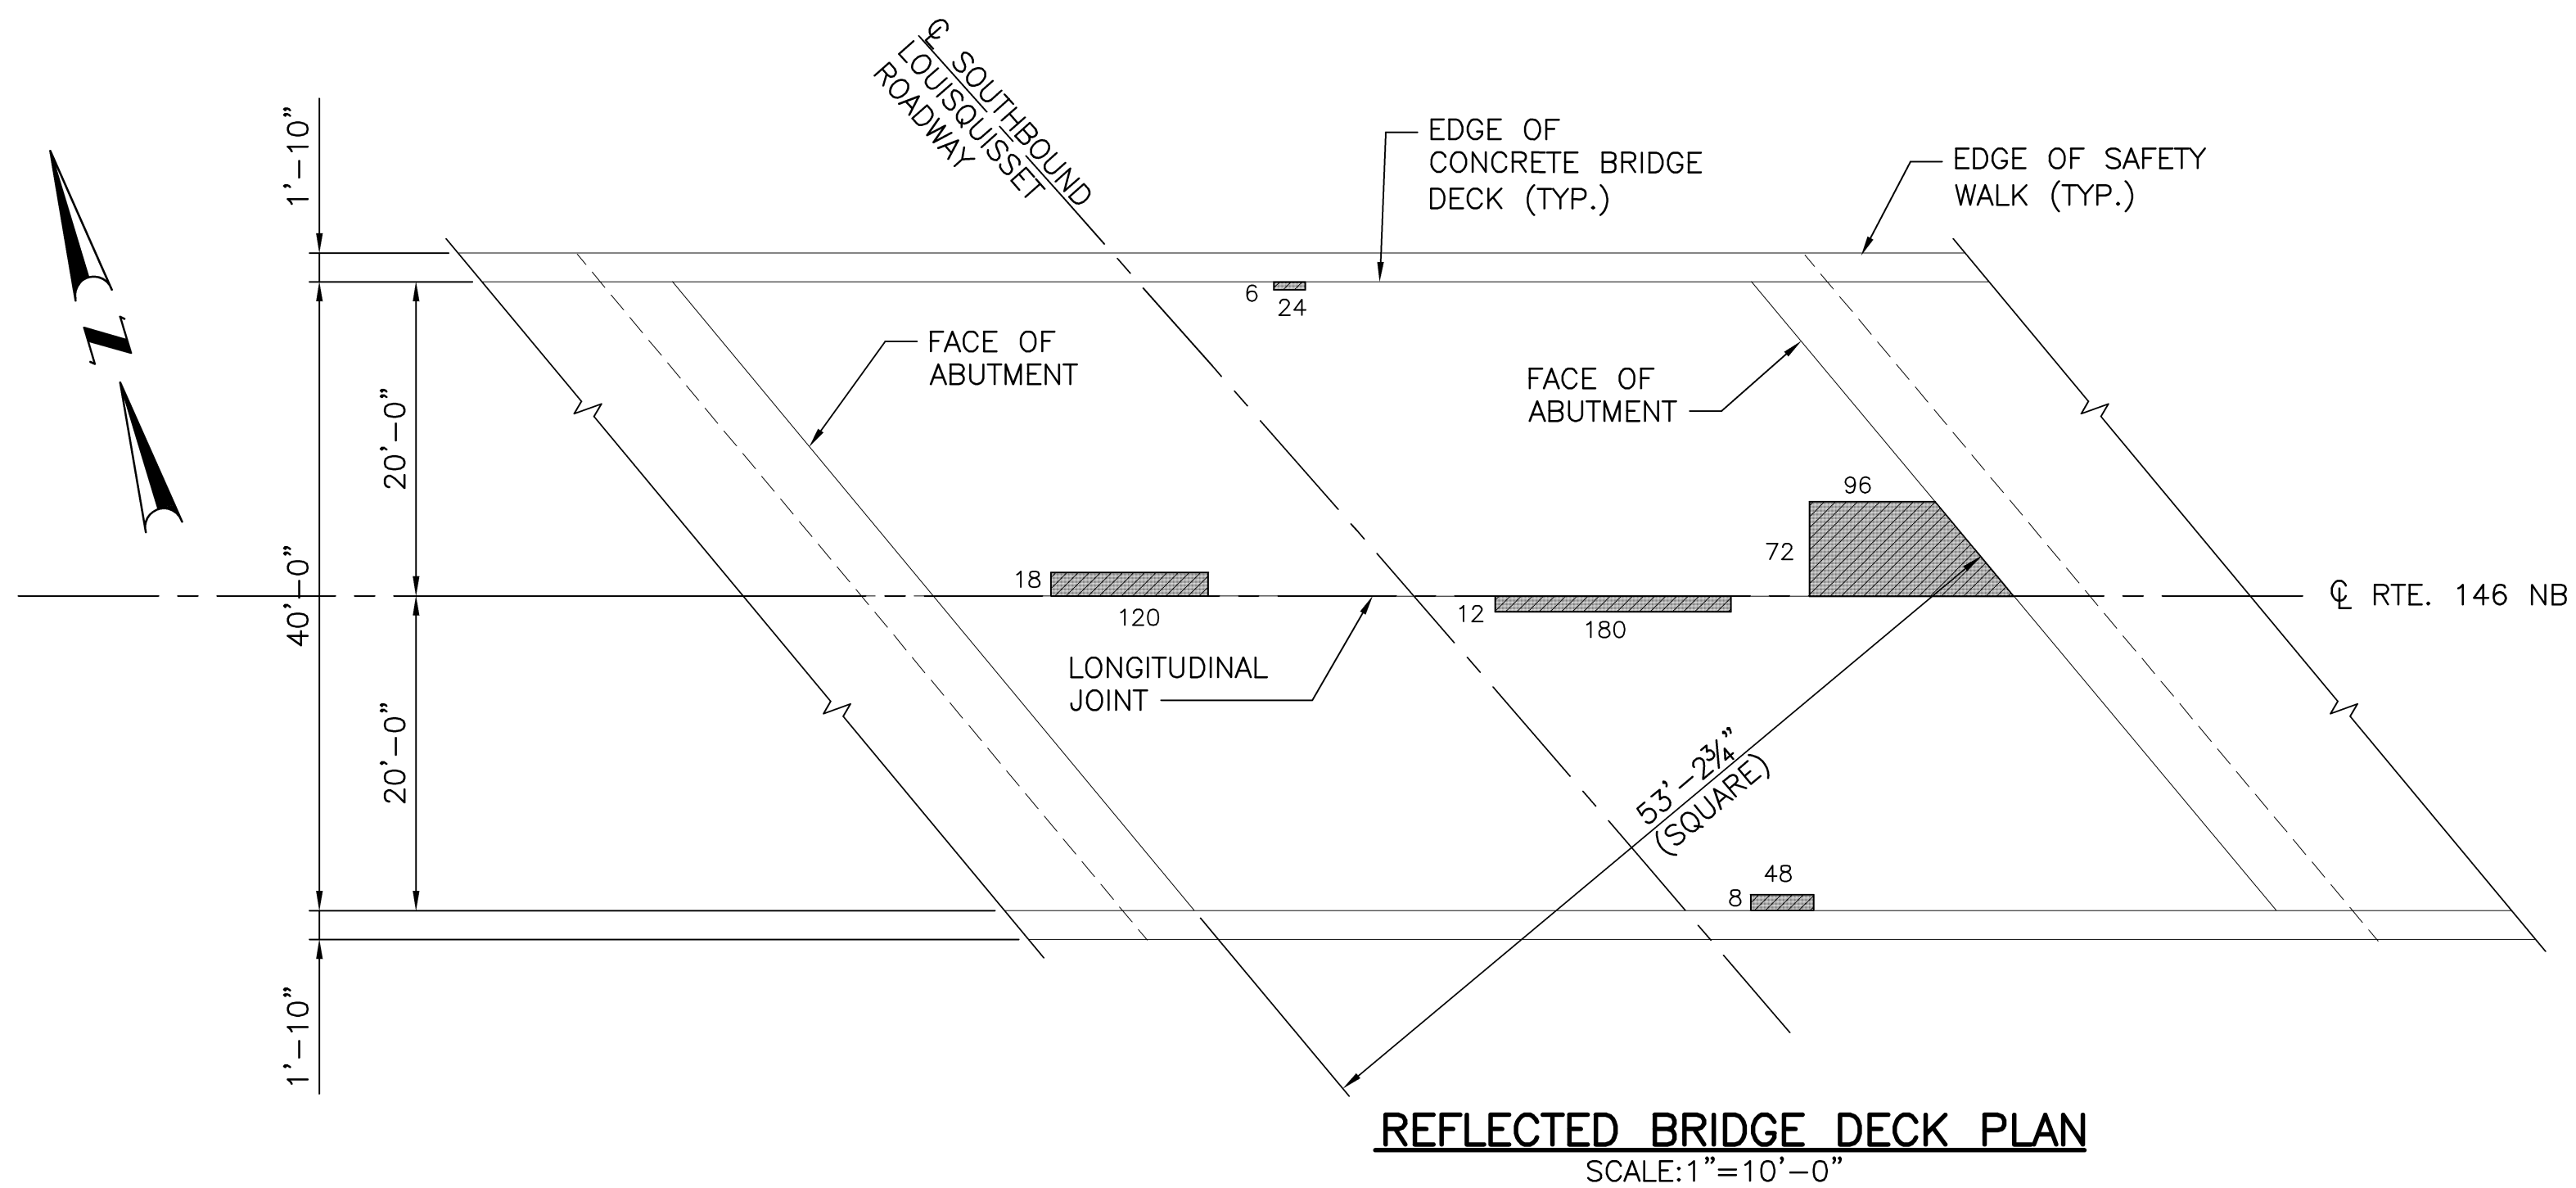 ℄ SOUTHBOUND
LOUISQUISSET
ROADWAY
1'-10"
EDGE OF
CONCRETE BRIDGE
DECK (TYP.)
EDGE OF SAFETY
WALK (TYP.)
N
6
24
FACE OF
ABUTMENT
FACE OF
ABUTMENT
20'-0"
40'-0"
96
72
18
120
12
180
℄ RTE. 146 NB
LONGITUDINAL
JOINT
20'-0"
53'-2¾"
(SQUARE)
48
8
1'-10"
REFLECTED BRIDGE DECK PLAN
SCALE:1"=10'-0"